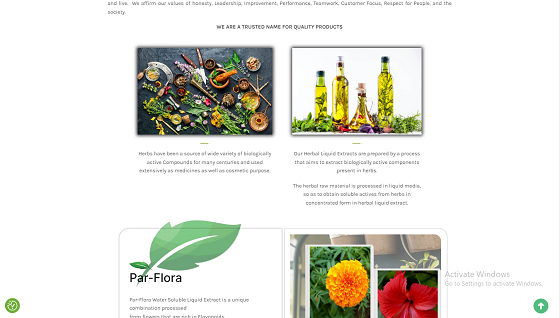 and live. We affirm our values of honesty, Leadership, Improvement, Performance, Teamwork, Customer Focus, Respect for People, and the
society.
WE ARE A TRUSTED NAME FOR QUALITY PRODUCTS
Herbs have been a source of wide variety of biologically
active Compounds for many centuries and used
extensively as medicines as well as cosmetic purpose.
Our Herbal Liquid Extracts are prepared by a process
that aims to extract biologically active components
present in herbs.
The herbal raw material is processed in liquid media,
so as to obtain soluble actives from herbs in
concentrated form in herbal liquid extract.
Par-Flora
Par-Flora Water Soluble Liquid Extract is a unique
combination processed
from flowers that are rich in Flavonoids
Activate Windows
Go to Settings to activate Windows.